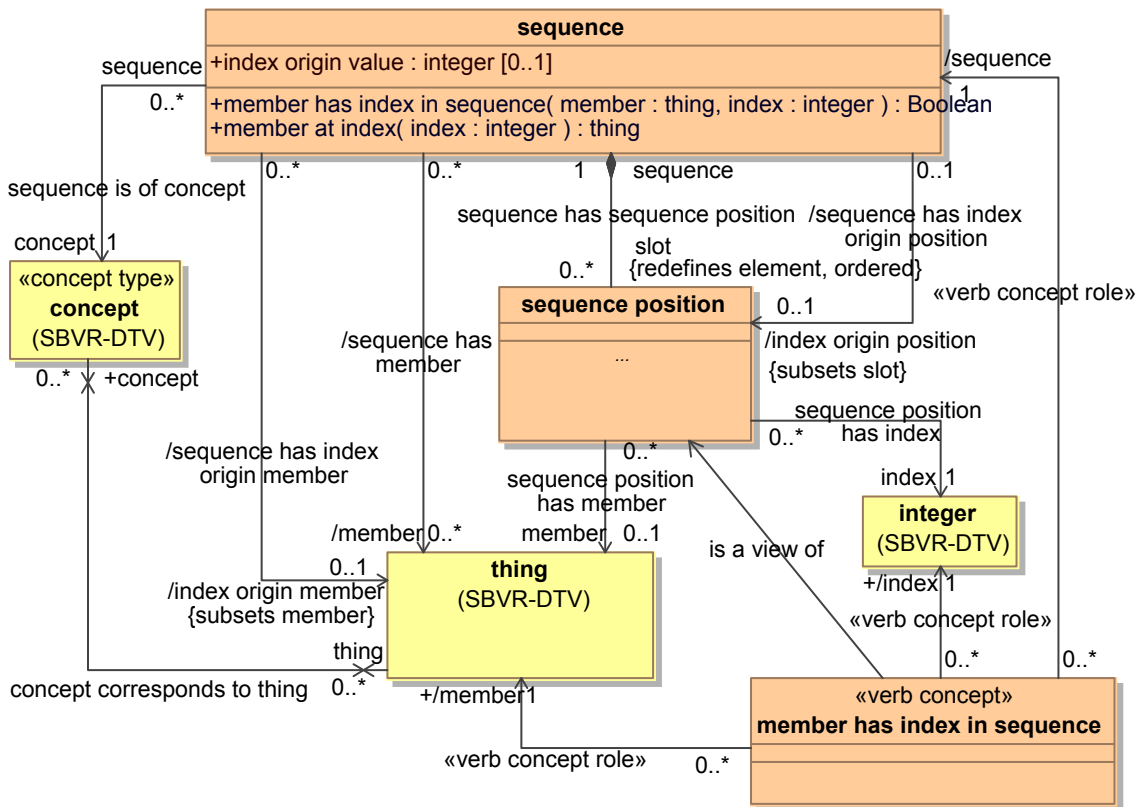 sequence
+index origin value : integer [0..1]
+member has index in sequence( member : thing, index : integer ) : Boolean
+member at index( index : integer ) : thing
sequence
0..*
/sequence
1
0..*
0..*
1
sequence
0..1
sequence is of concept
sequence has sequence position
/sequence has index
origin position
concept 1
slot
{redefines element, ordered}
0..*
«concept type»
concept
(SBVR-DTV)
sequence position
...
«verb concept role»
0..1
/index origin position
{subsets slot}
/sequence has
member
0..*
+concept
sequence position
has index
0..*
0..*
/sequence has index
origin member
sequence position
has member
index 1
integer
(SBVR-DTV)
/member 0..*
member 0..1
is a view of
thing
(SBVR-DTV)
0..1
/index origin member
{subsets member}
+/index 1
«verb concept role»
thing
0..*
concept corresponds to thing
0..*
0..*
+/member1
«verb concept»
member has index in sequence
«verb concept role»
0..*